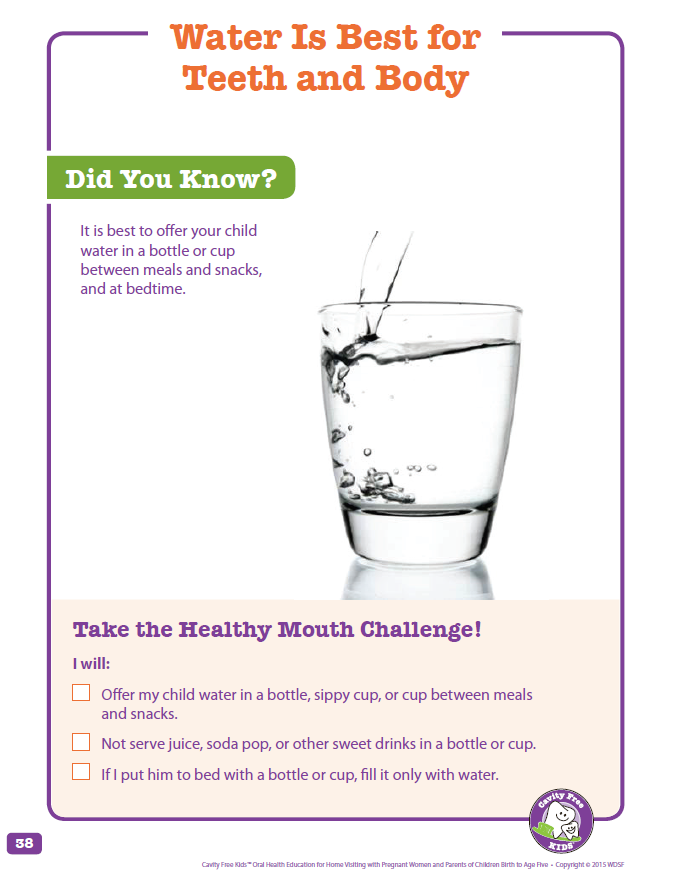 Water Is Best for
Teeth and Body
Did You Know?
It is best to offer your child
water in a bottle or cup
between meals and snacks,
and at bedtime.
Take the Healthy Mouth Challenge!
I will:
Offer my child water in a bottle, sippy cup, or cup between meals
and snacks.
Not serve juice, soda pop, or other sweet drinks in a bottle or cup.
If I put him to bed with a bottle or cup, fill it only with water.
Cavity Free
KIDS
38
Cavity Free Kids™ Oral Health Education for Home Visiting with Pregnant Women and Parents of Children Birth to Age Five • Copyright © 2015 WDSF